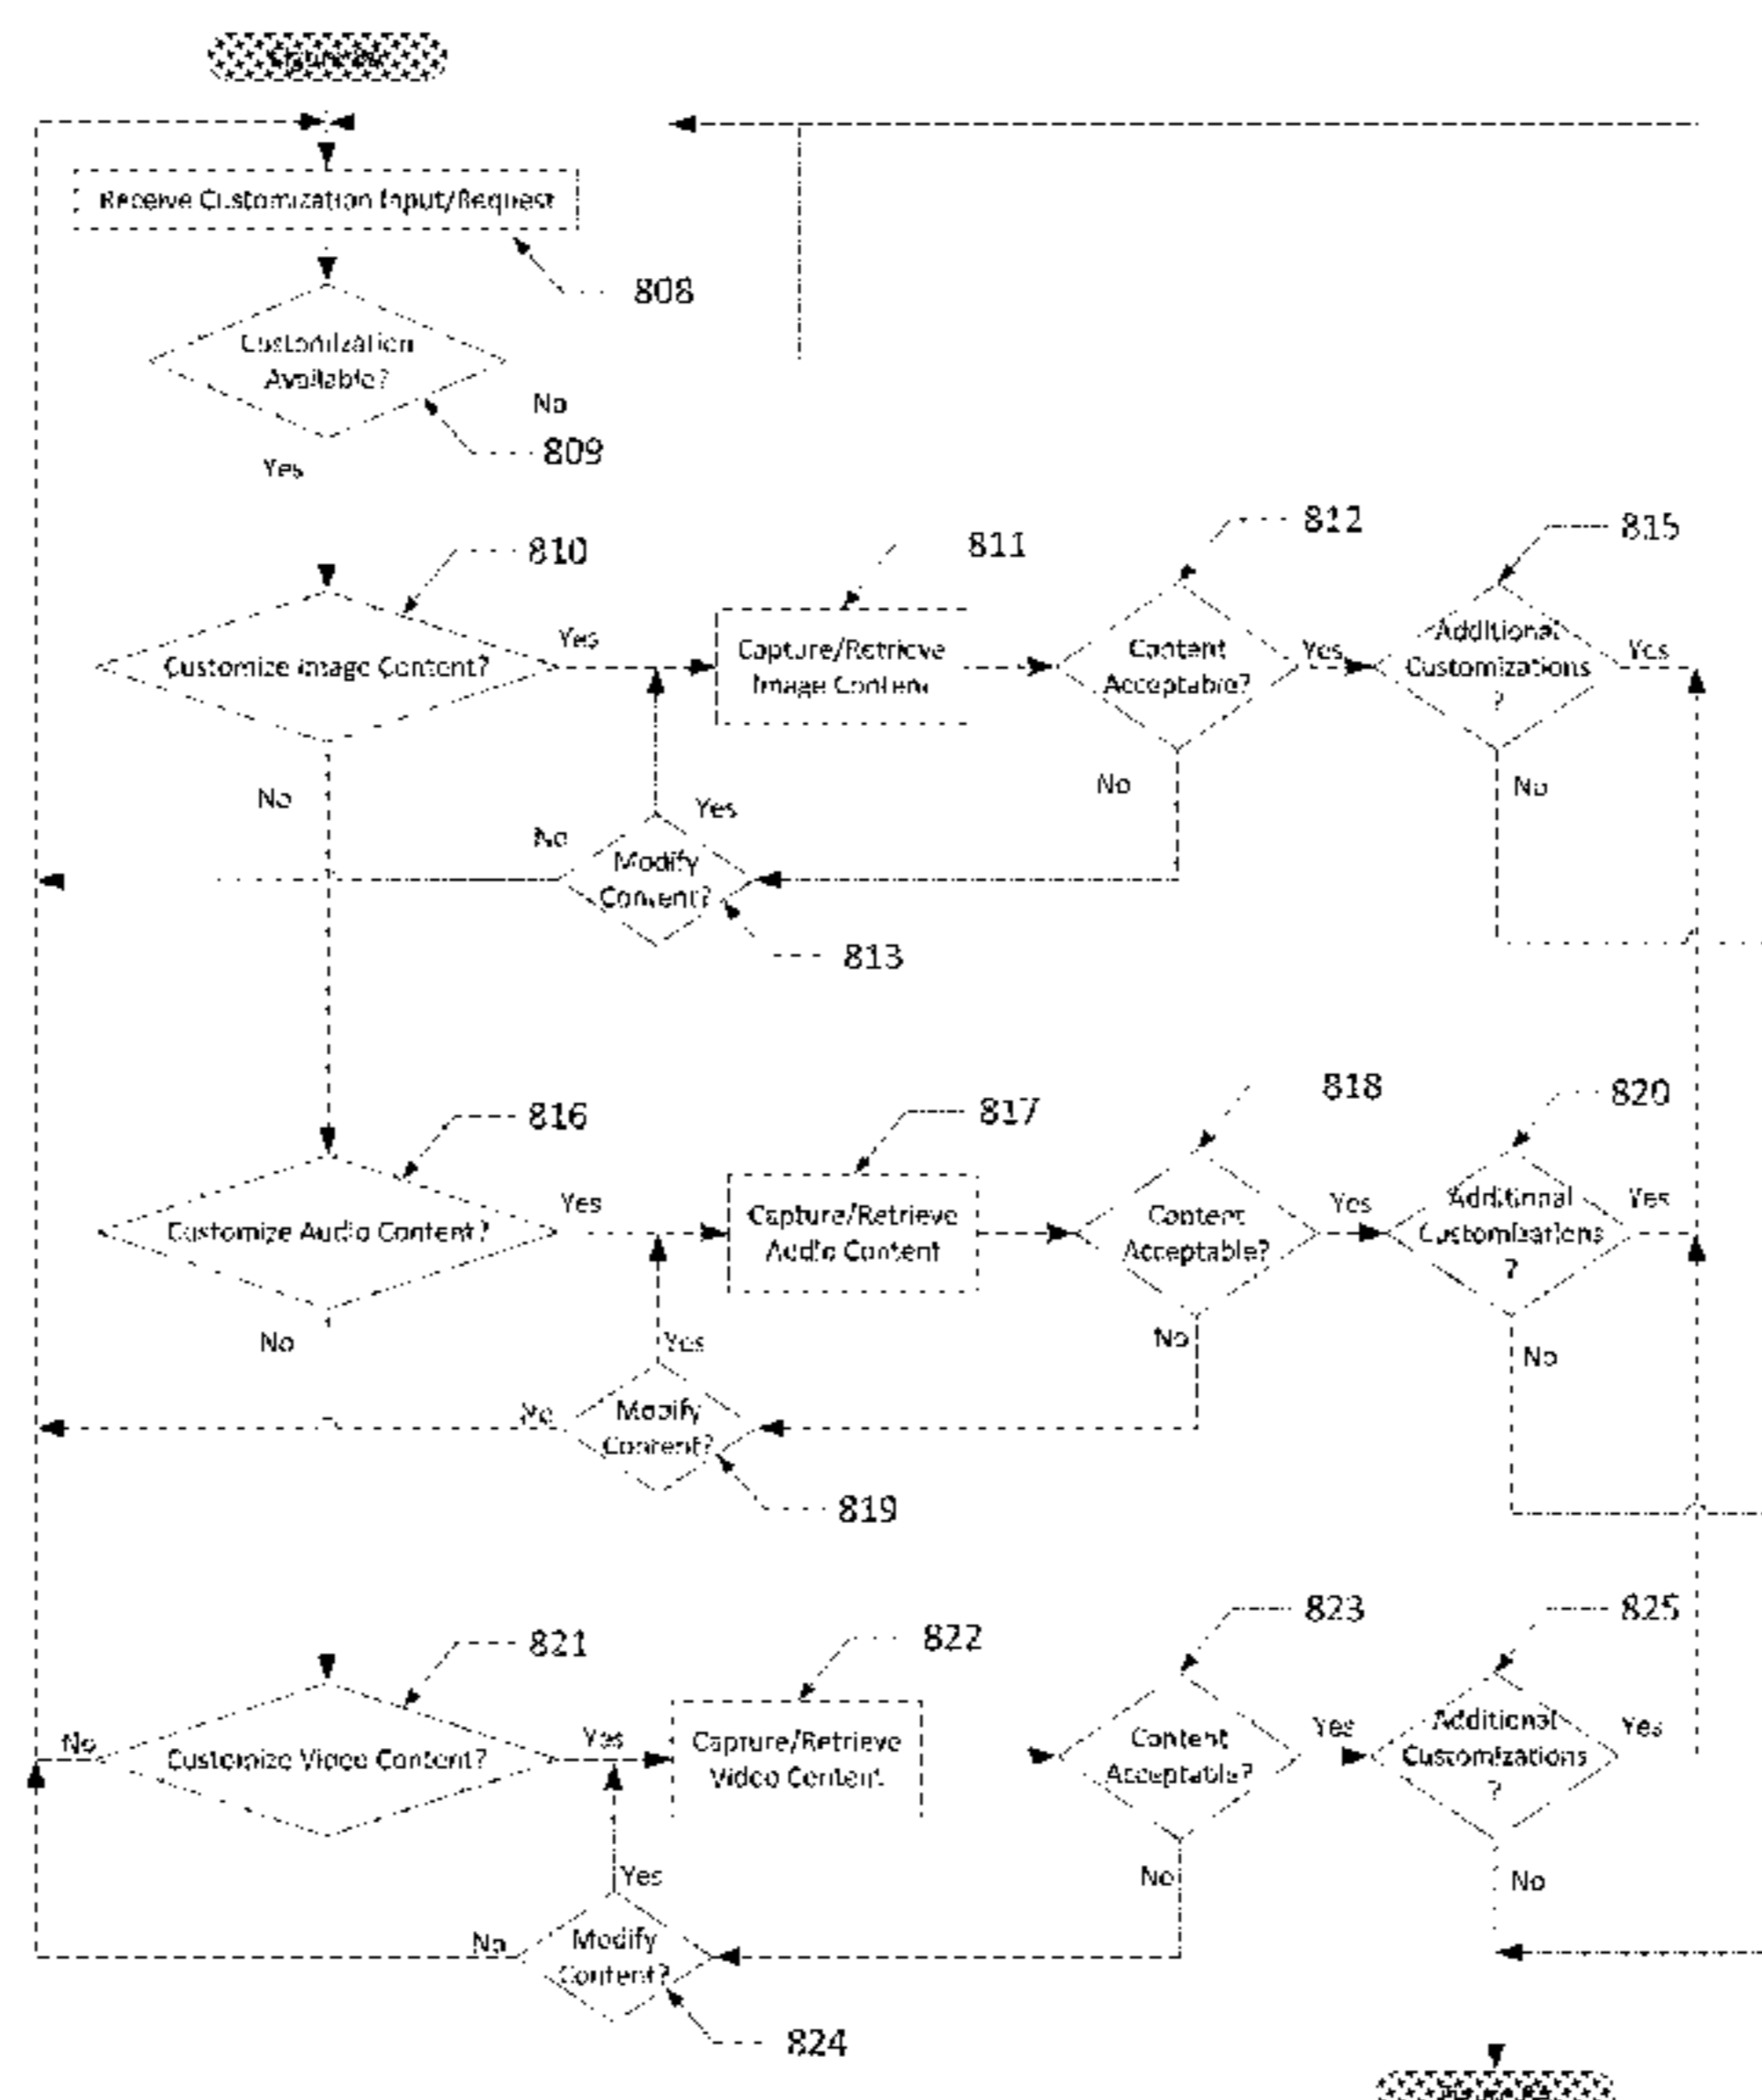 Receive Customization Input/Request
808
Customization
Available?
No
809
Yes
810
811
812
815
Customize Image Content?
Yes
Capture/Retrieve
Image Content
Content
Acceptable?
Yes
Additional
Customizations
?
Yes
No
No
No
No
Yes
Modify
Content?
813
816
817
818
820
Customize Audio Content?
Yes
Capture/Retrieve
Audio Content
Content
Acceptable?
Yes
Additional
Customizations
?
Yes
No
No
No
Yes
No
Modify
Content?
819
821
822
823
825
No
Customize Video Content?
Yes
Capture/Retrieve
Video Content
Content
Acceptable?
Yes
Additional
Customizations
?
Yes
Yes
No
No
No
Modify
Content?
824